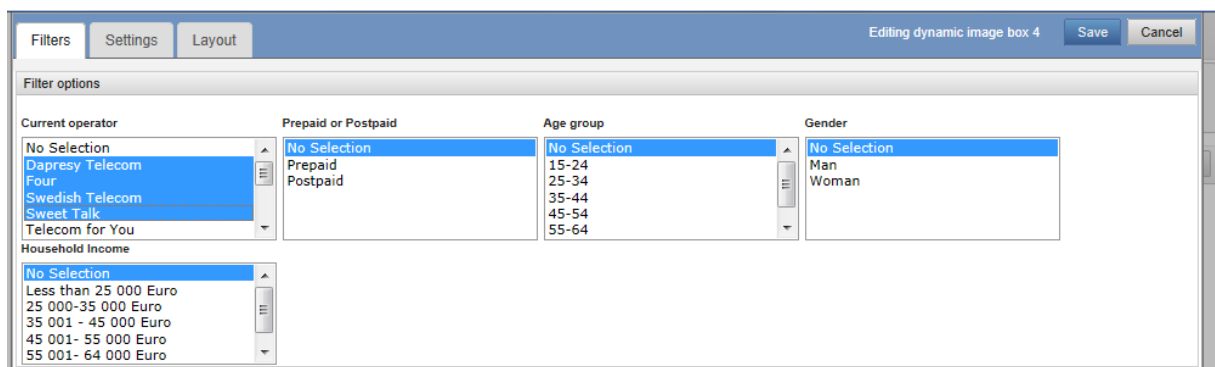 Filters Settings Layout Editing dynamic image box 4 Save Cancel
Filter options
Current operator Prepaid or Postpaid Age group Gender
No Selection No Selection No Selection No Selection
Dapresy Telecom Prepaid 15-24 Man
Four Postpaid 25-34 Woman
Swedish Telecom 35-44
Sweet Talk 45-54
Telecom for You 55-64
Household Income
No Selection
Less than 25 000 Euro
25 000-35 000 Euro
35 001 - 45 000 Euro
45 001- 55 000 Euro
55 001- 64 000 Euro